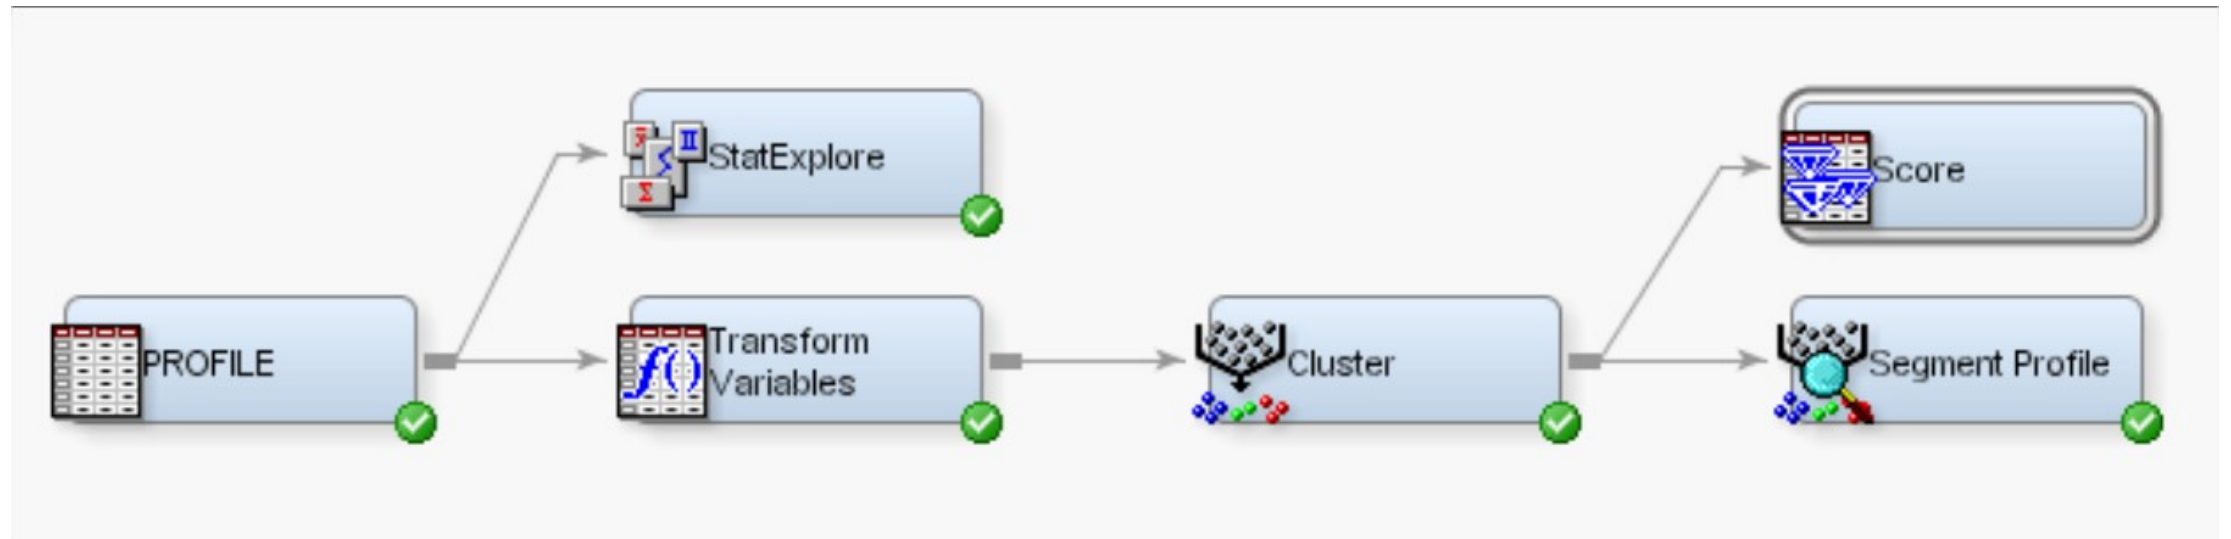 StatExplore
Score
PROFILE
Transform
Variables
Cluster
Segment Profile